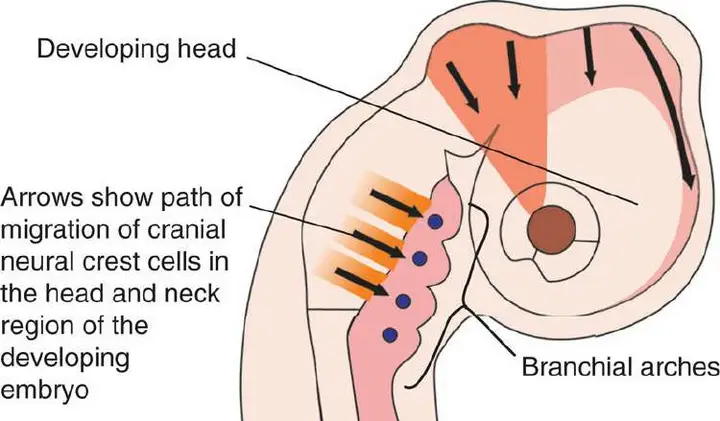 Developing head
Arrows show path of
migration of cranial
neural crest cells in
the head and neck
region of the
developing
embryo
Branchial arches